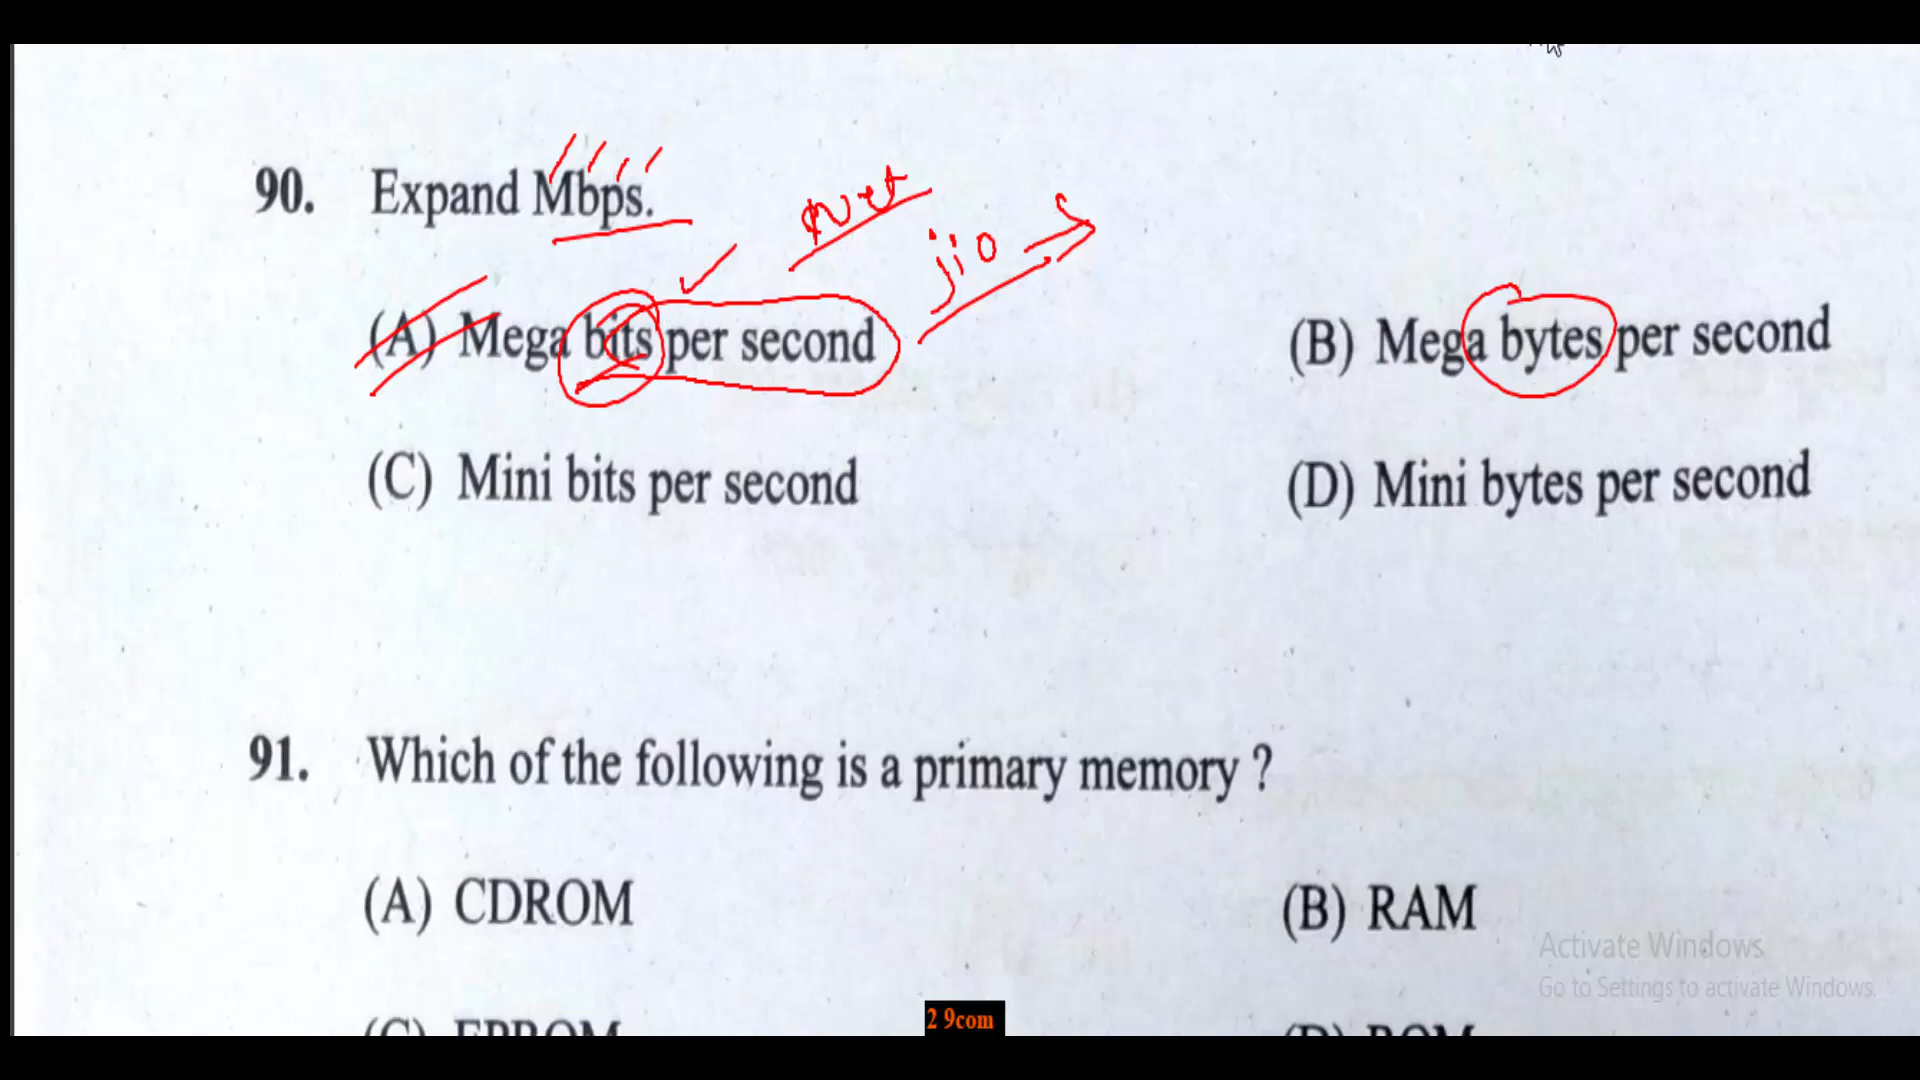 90. Expand Mbps.
Net
jio
(A) Mega bits per second
(B) Mega bytes per second
(C) Mini bits per second
(D) Mini bytes per second
91. Which of the following is a primary memory ?
(A) CDROM
(B) RAM
Activate Windows
Go to Settings to activate Windows.
(C) EPROM
(D) ROM
2 9com